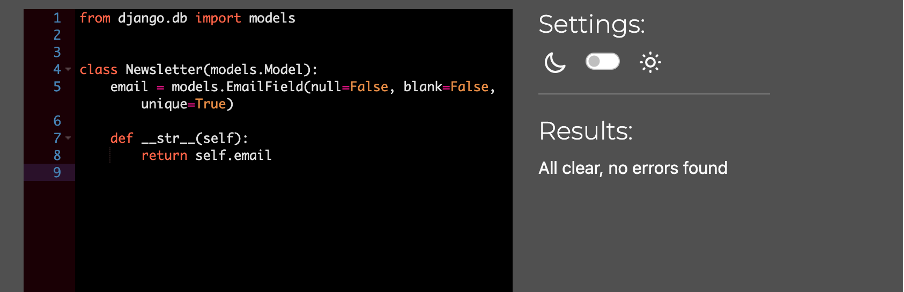 1 from django.db import models
2
3
4 class Newsletter(models.Model):
5     email = models.EmailField(null=False, blank=False,
            unique=True)
6
7     def __str__(self):
8         return self.email
9
Settings:
Results:
All clear, no errors found